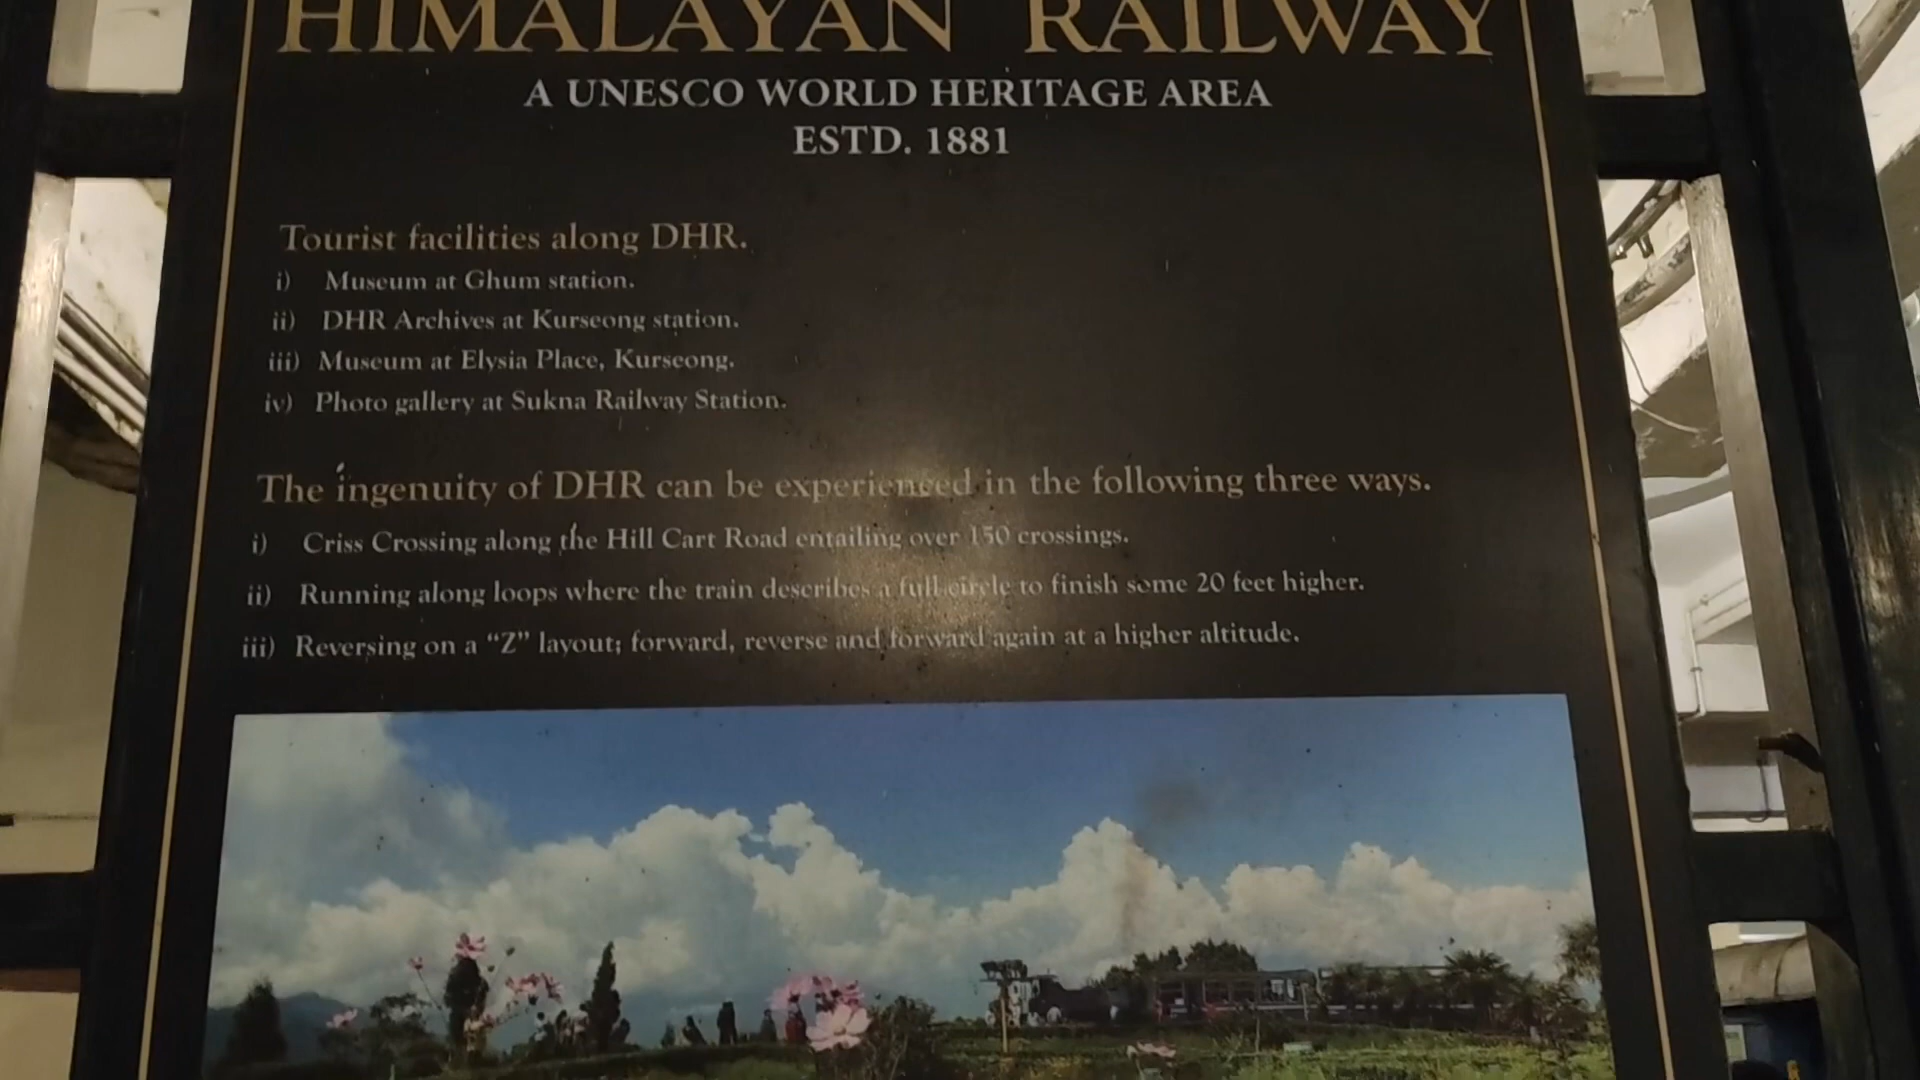 HIMALAYAN RAILWAY
A UNESCO WORLD HERITAGE AREA
ESTD. 1881
Tourist facilities along DHR.
i) Museum at Ghum station.
ii) DHR Archives at Kurseong station.
iii) Museum at Elysia Place, Kurseong.
iv) Photo gallery at Sukna Railway Station.
The ingenuity of DHR can be experienced in the following three ways.
i) Criss Crossing along the Hill Cart Road entailing over 150 crossings.
ii) Running along loops where the train describes a full circle to finish some 20 feet higher.
iii) Reversing on a “Z” layout; forward, reverse and forward again at a higher altitude.